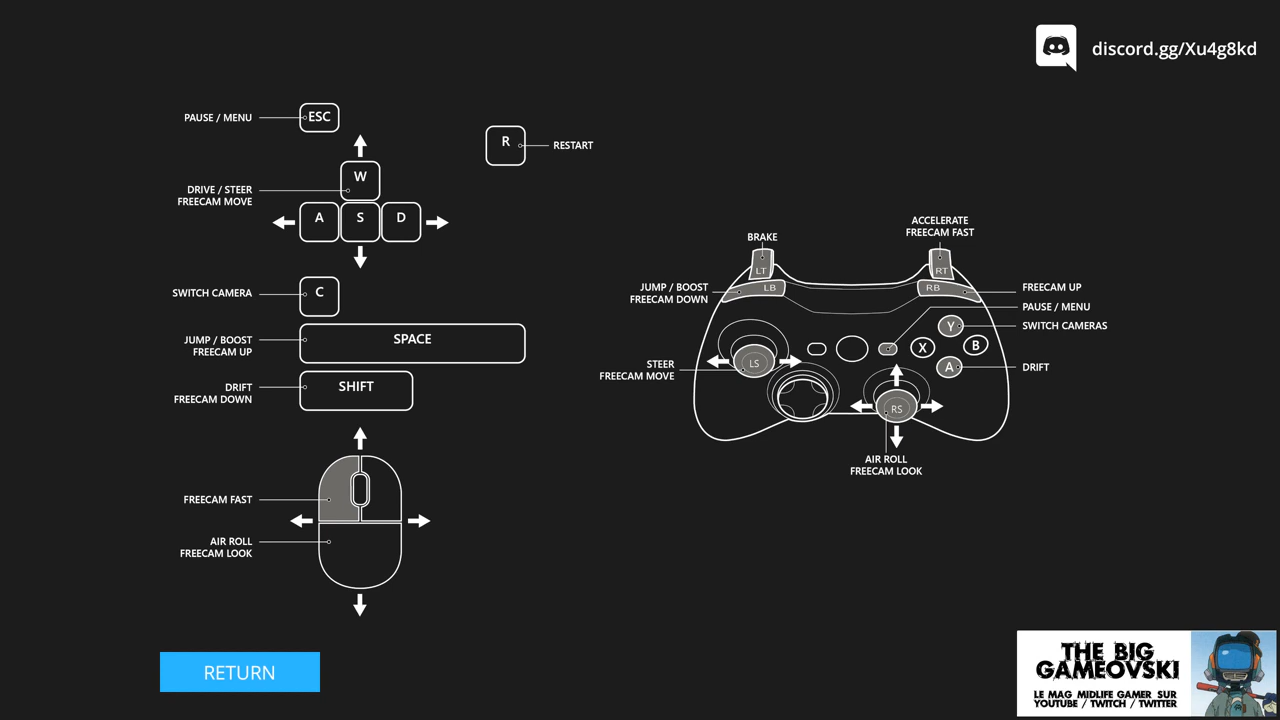 discord.gg/Xu4g8kd
PAUSE / MENU
ESC
R
RESTART
W
DRIVE / STEER
FREECAM MOVE
A
S
D
SWITCH CAMERA
C
JUMP / BOOST
FREECAM UP
SPACE
DRIFT
FREECAM DOWN
SHIFT
FREECAM FAST
AIR ROLL
FREECAM LOOK
ACCELERATE
FREECAM FAST
BRAKE
LT
RT
JUMP / BOOST
FREECAM DOWN
LB
RB
FREECAM UP
PAUSE / MENU
Y
SWITCH CAMERAS
X
B
STEER
FREECAM MOVE
LS
A
DRIFT
RS
AIR ROLL
FREECAM LOOK
RETURN
THE BIG
GAMEOVSKI
LE MAG MIDLIFE GAMER SUR
YOUTUBE / TWITCH / TWITTER